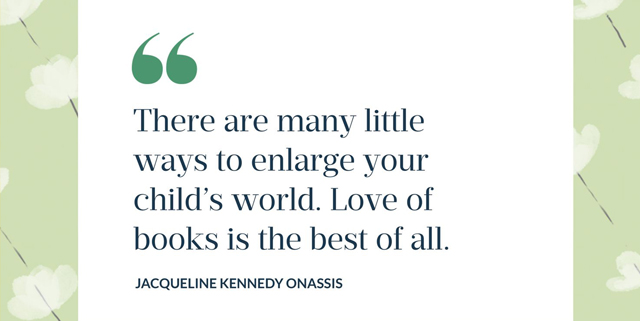 “
There are many little
ways to enlarge your
child’s world. Love of
books is the best of all.
JACQUELINE KENNEDY ONASSIS